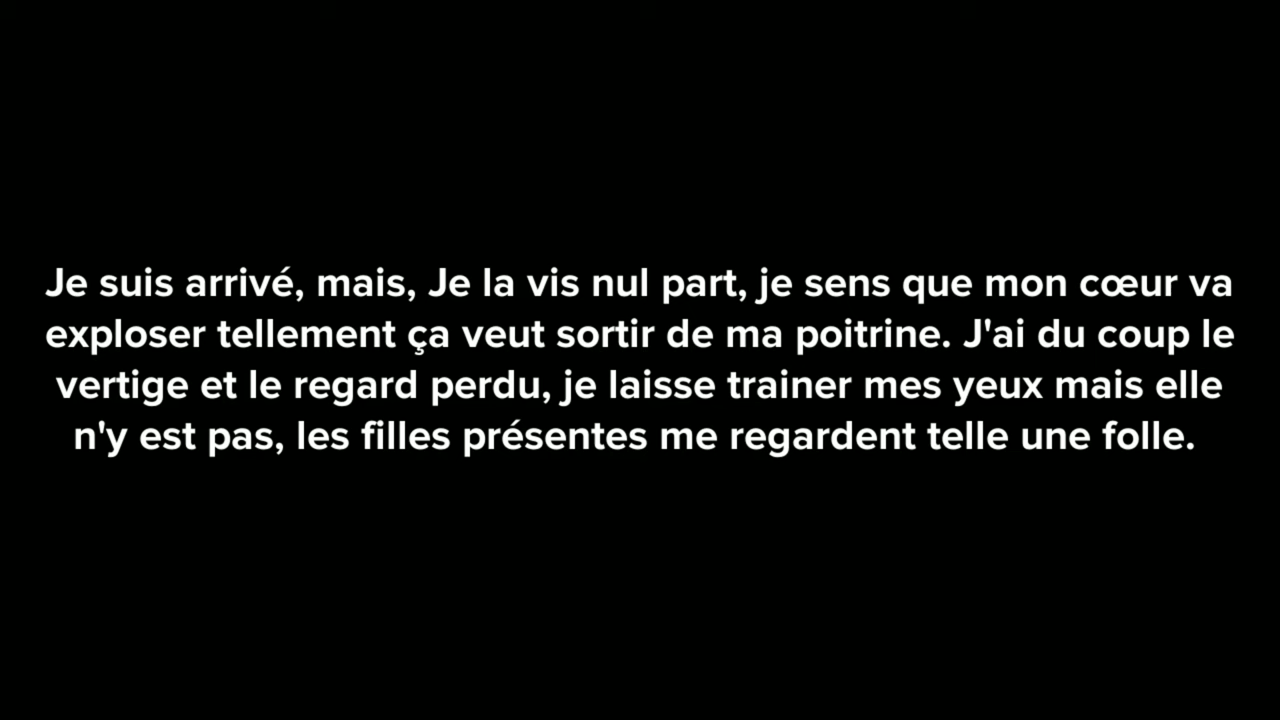 Je suis arrivé, mais, Je la vis nul part, je sens que mon cœur va
exploser tellement ça veut sortir de ma poitrine. J'ai du coup le
vertige et le regard perdu, je laisse trainer mes yeux mais elle
n'y est pas, les filles présentes me regardent telle une folle.